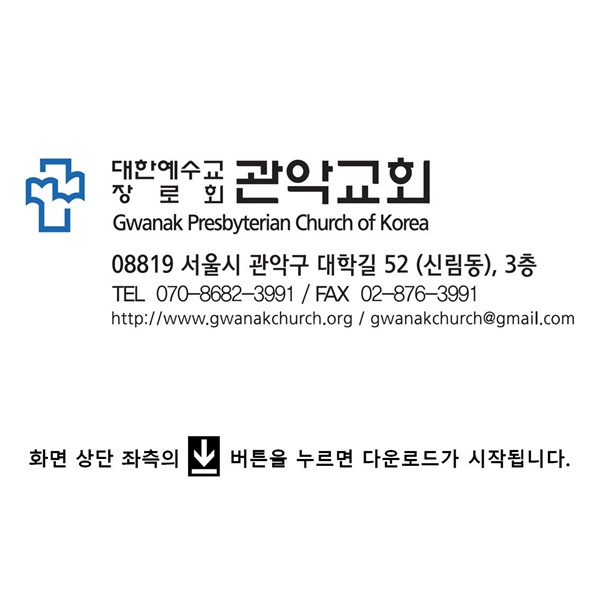 대한예수교
장로회 관악교회
Gwanak Presbyterian Church of Korea
08819 서울시 관악구 대학길 52 (신림동), 3층
TEL 070-8682-3991 / FAX 02-876-3991
http://www.gwanakchurch.org / gwanakchurch@gmail.com
화면 상단 좌측의 버튼을 누르면 다운로드가 시작됩니다.